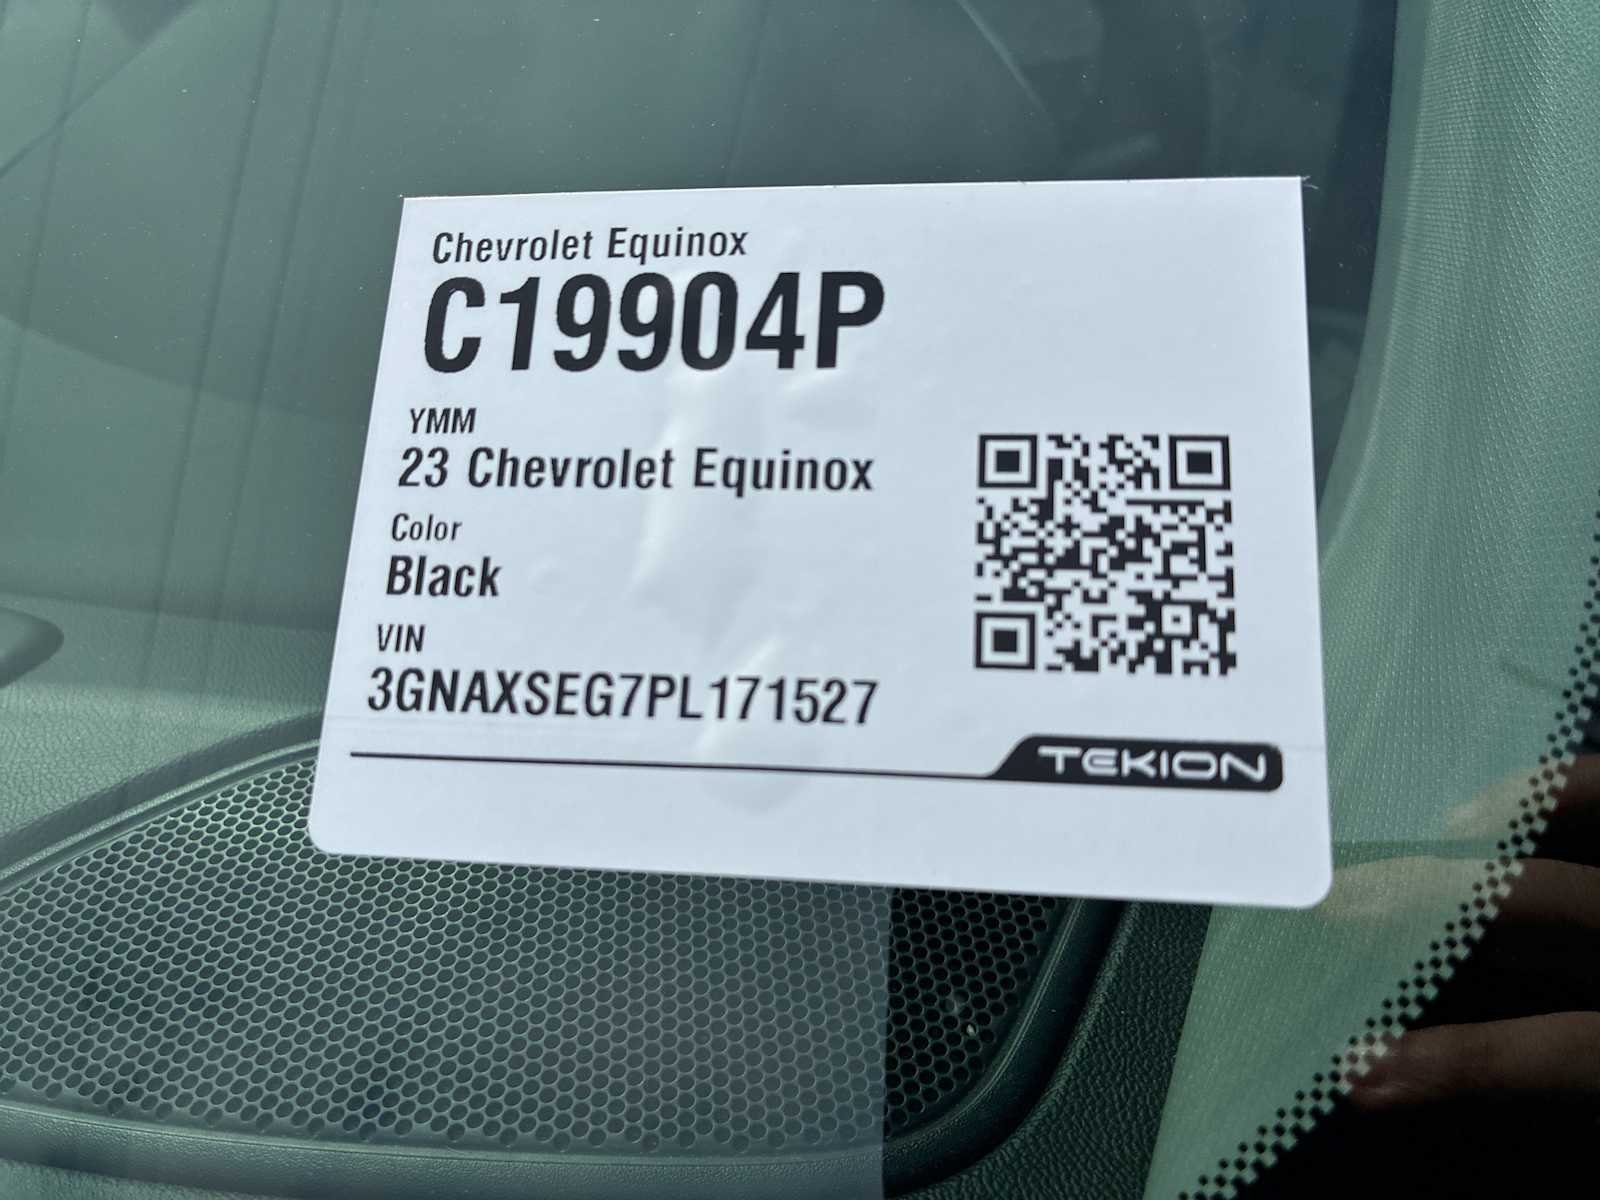 Chevrolet Equinox
C19904P
YMM
23 Chevrolet Equinox
Color
Black
VIN
3GNAXSEG7PL171527
TEKION